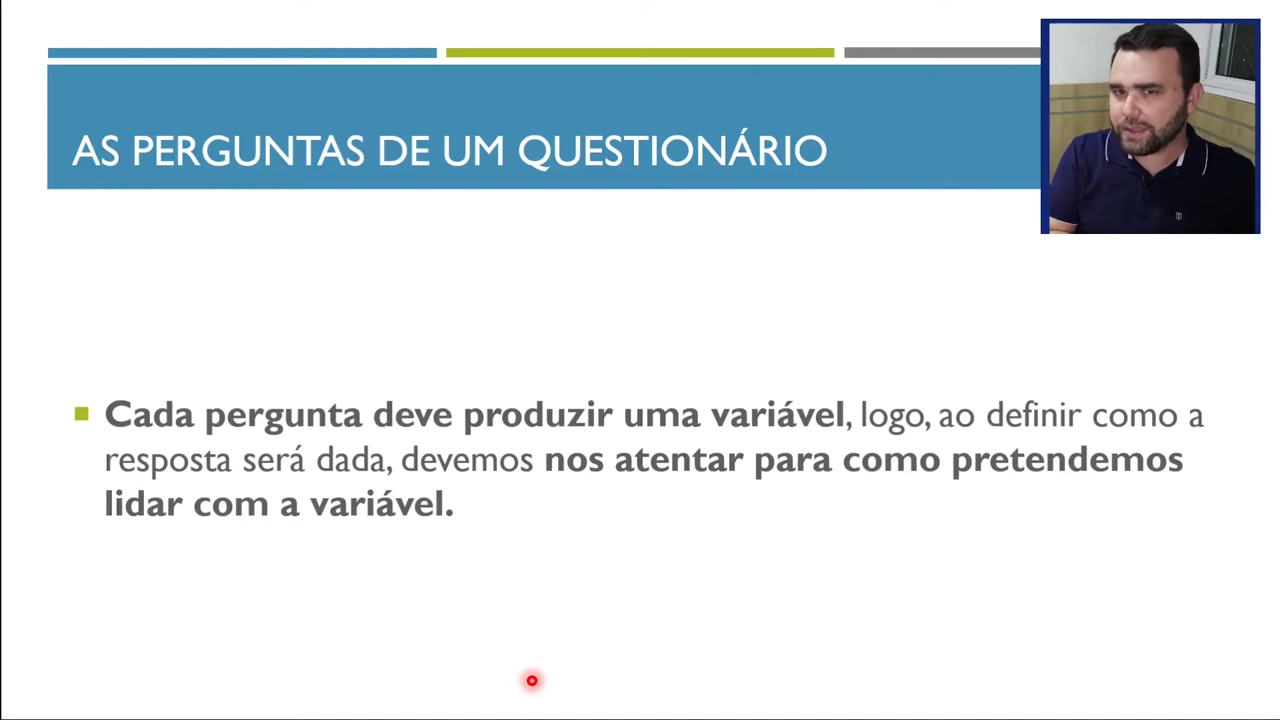 AS PERGUNTAS DE UM QUESTIONÁRIO
Cada pergunta deve produzir uma variável, logo, ao definir como a
resposta será dada, devemos nos atentar para como pretendemos
lidar com a variável.